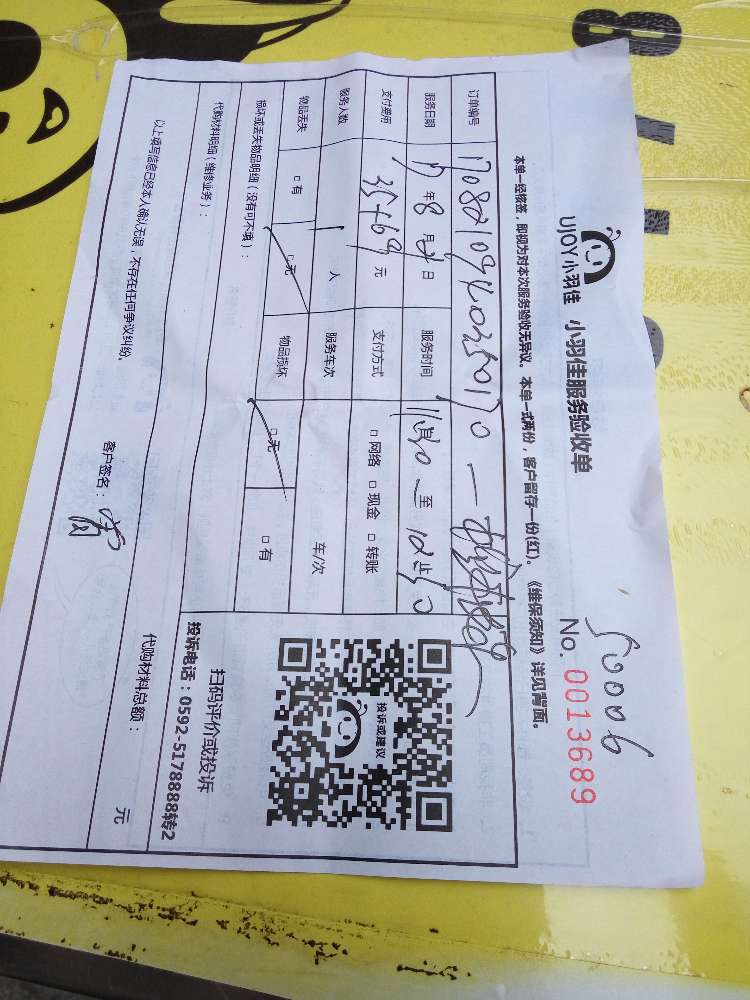 50006
UJOY小羽佳 小羽佳服务验收单 No. 0013689
本单一经核签，即视为对本次服务验收无异议。本单一式两份，客户留存一份(红)。《维保须知》详见背面。
订单编号
服务日期 17 年 8 月 21 日 服务时间 至
支付费用 35+69 元 支付方式 □ 网络 □ 现金 □ 转账
服务人数 1 人 服务车次 车/次
物品丢失 □ 有 □ 无 物品损坏 □ 无 □ 有
损坏或丢失物品明细（没有可不填）：
代购材料明细（维修业务）：
投诉或建议
扫码评价或投诉
投诉电话：0592-5178888转2
代购材料总额： 元
以上填写信息已经本人确认无误，不存在任何争议纠纷。
客户签名：